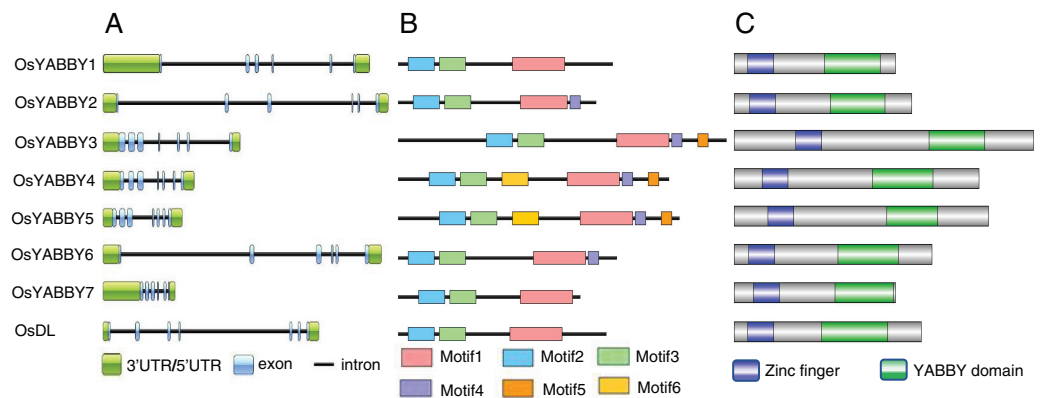 A B C
OsYABBY1
OsYABBY2
OsYABBY3
OsYABBY4
OsYABBY5
OsYABBY6
OsYABBY7
OsDL
3'UTR/5'UTR exon intron
Motif1 Motif2 Motif3
Motif4 Motif5 Motif6
Zinc finger YABBY domain